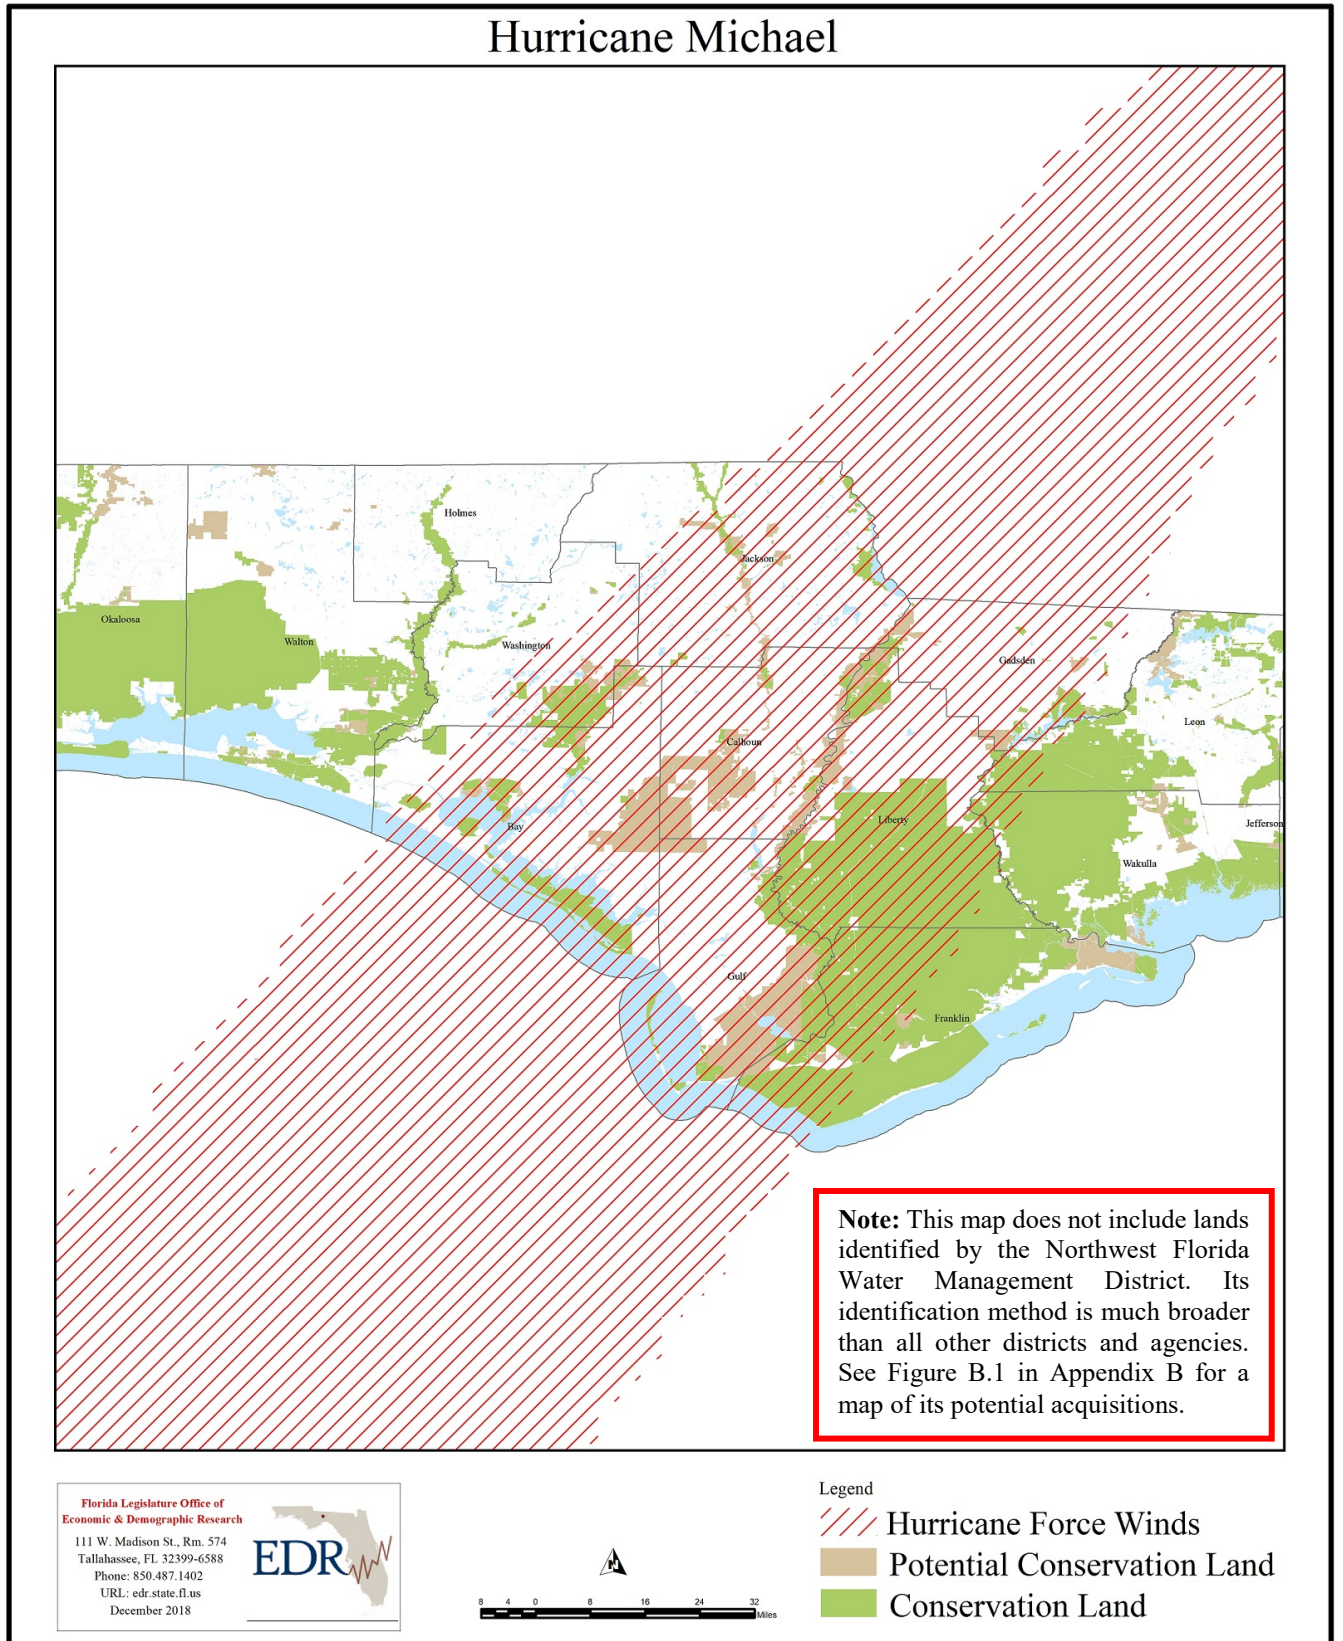 Hurricane Michael
Holmes
Jackson
Okaloosa
Walton
Washington
Gadsden
Leon
Calhoun
Bay
Liberty
Jefferson
Wakulla
Gulf
Franklin
Note: This map does not include lands
identified by the Northwest Florida
Water Management District. Its
identification method is much broader
than all other districts and agencies.
See Figure B.1 in Appendix B for a
map of its potential acquisitions.
Florida Legislature Office of
Economic & Demographic Research
111 W. Madison St., Rm. 574
Tallahassee, FL 32399-6588
Phone: 850.487.1402
URL: edr.state.fl.us
December 2018
EDR
8 4 0 8 16 24 32
Miles
Legend
Hurricane Force Winds
Potential Conservation Land
Conservation Land